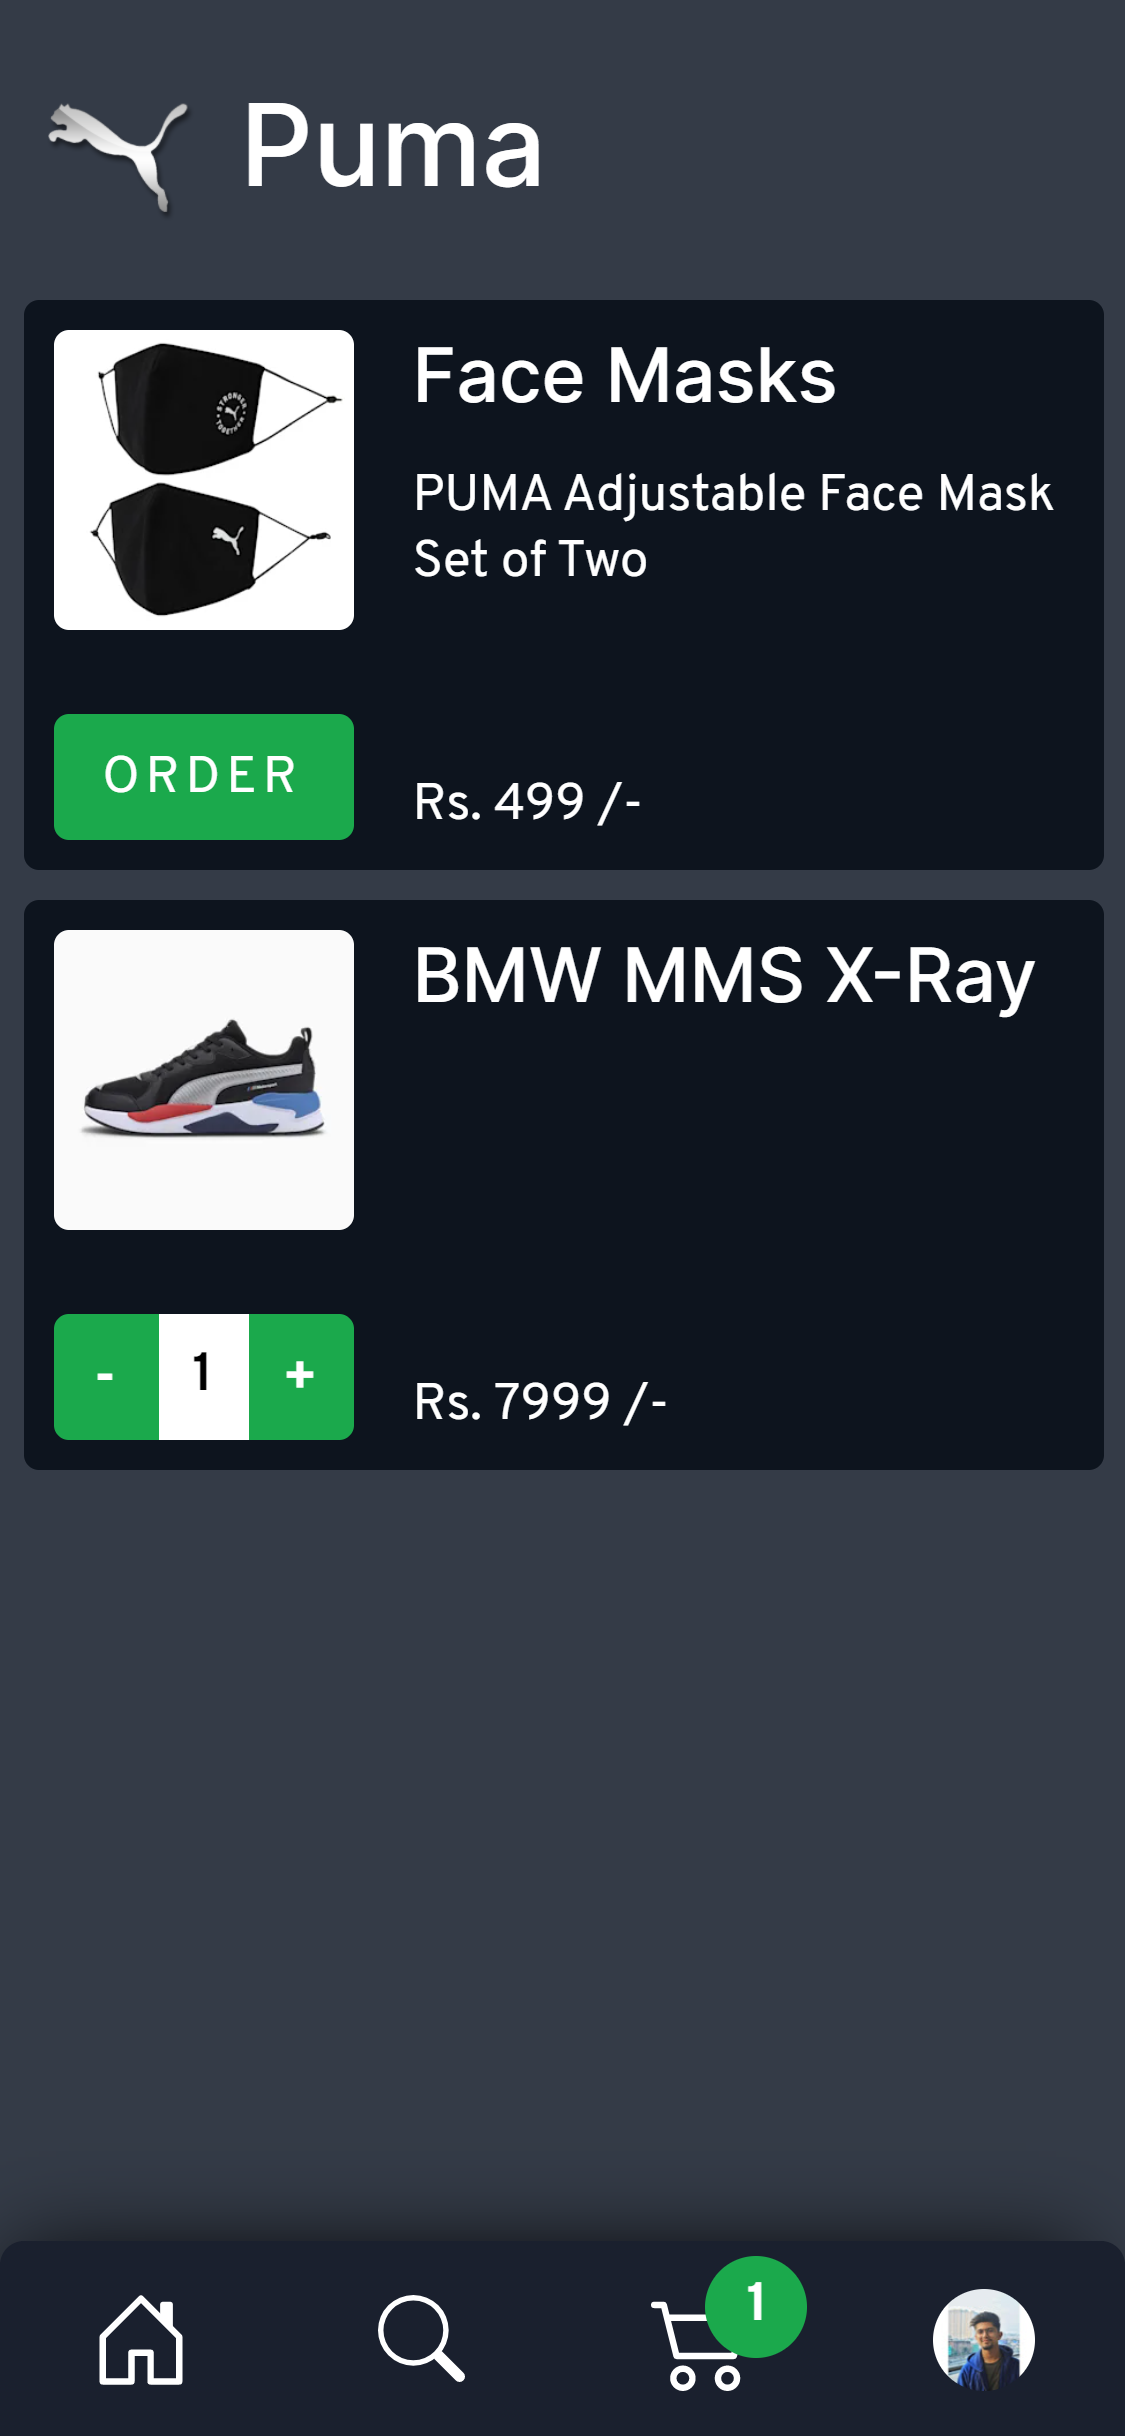 Puma
Face Masks
STRONGER TOGETHER
PUMA Adjustable Face Mask
Set of Two
ORDER
Rs. 499 /-
BMW MMS X-Ray
- 1 +
Rs. 7999 /-
1